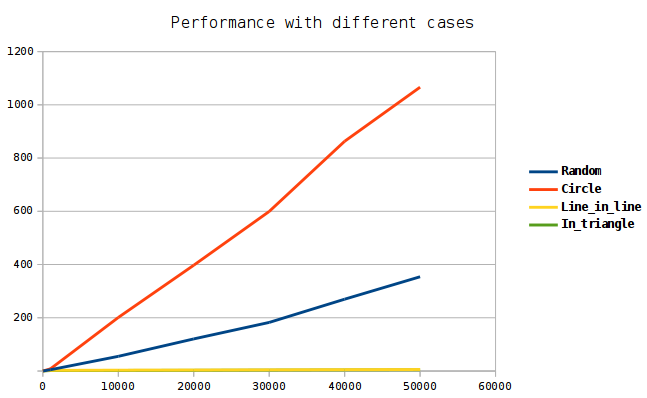 Performance with different cases
1200
1000
800
600
400
200
0 10000 20000 30000 40000 50000 60000
Random
Circle
Line_in_line
In_triangle